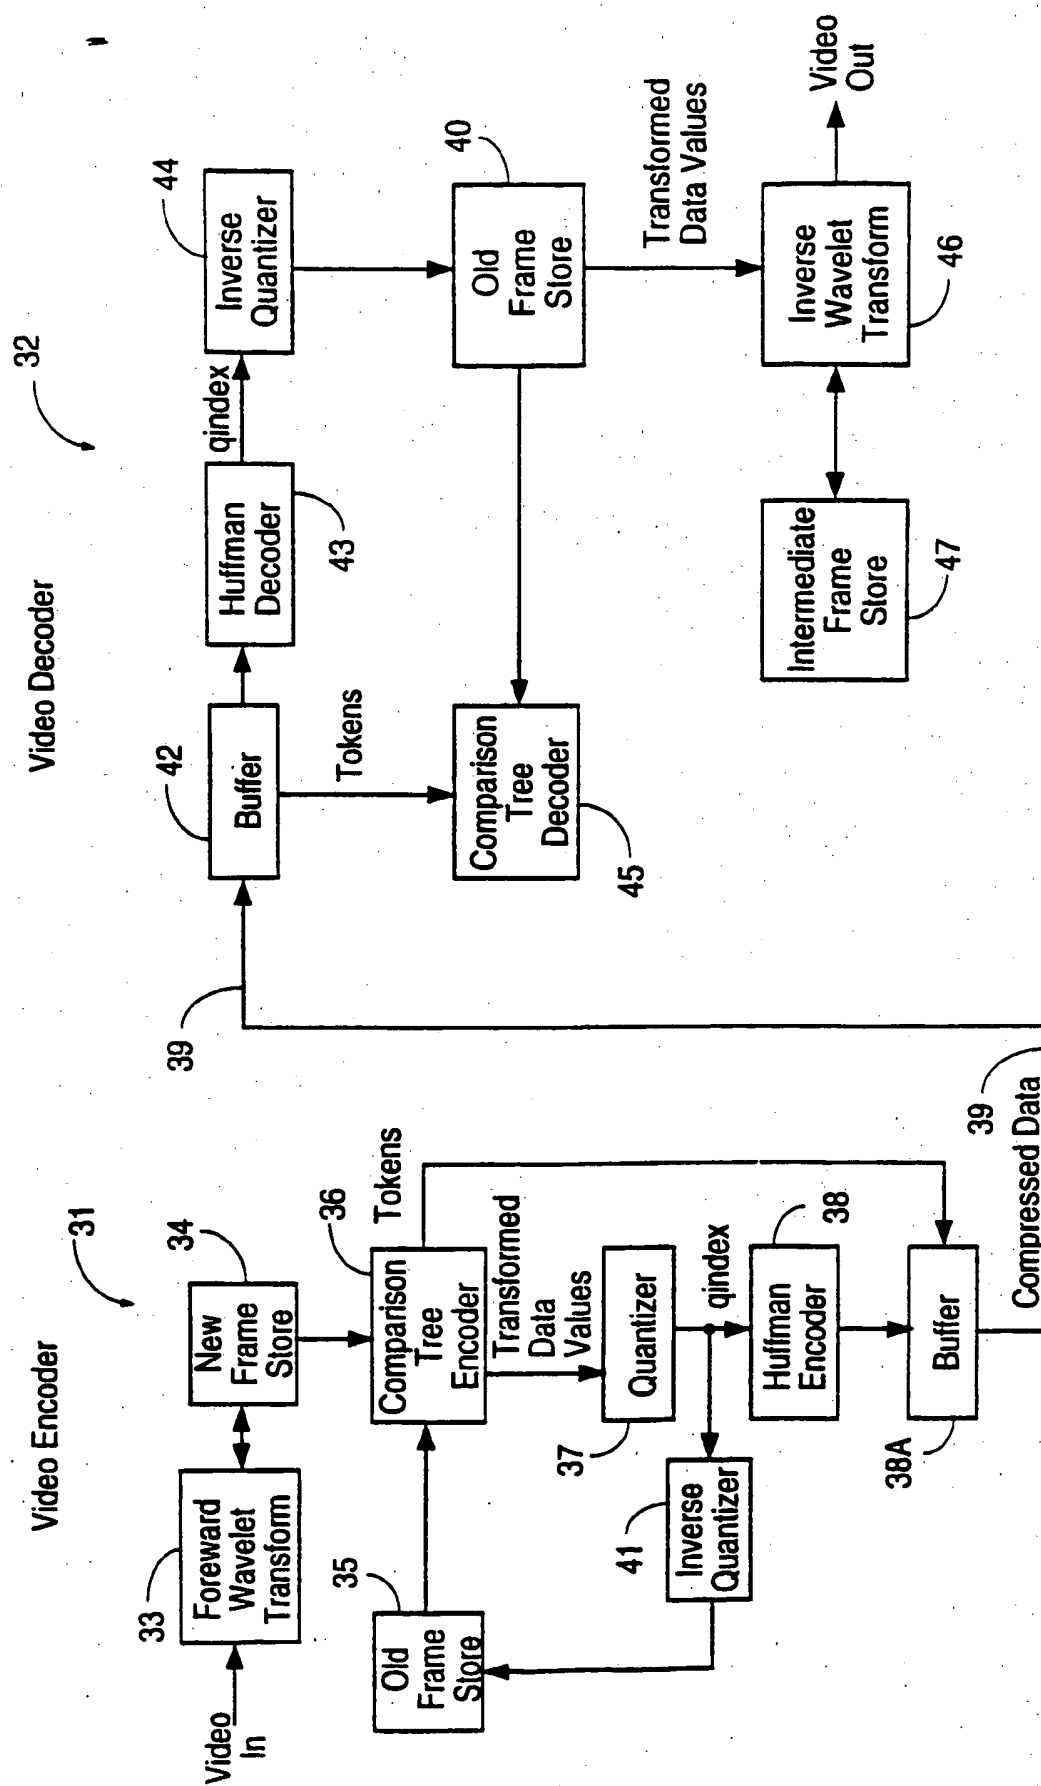 Video Encoder
31
Video
In
33
Foreward
Wavelet
Transform
34
New
Frame
Store
35
Old
Frame
Store
36
Comparison
Tree
Encoder
Tokens
Transformed
Data
Values
37
Quantizer
qindex
41
Inverse
Quantizer
38
Huffman
Encoder
38A
Buffer
39
Compressed Data
Video Decoder
32
39
42
Buffer
Tokens
43
Huffman
Decoder
qindex
44
Inverse
Quantizer
45
Comparison
Tree
Decoder
40
Old
Frame
Store
Transformed
Data Values
47
Intermediate
Frame
Store
46
Inverse
Wavelet
Transform
Video
Out